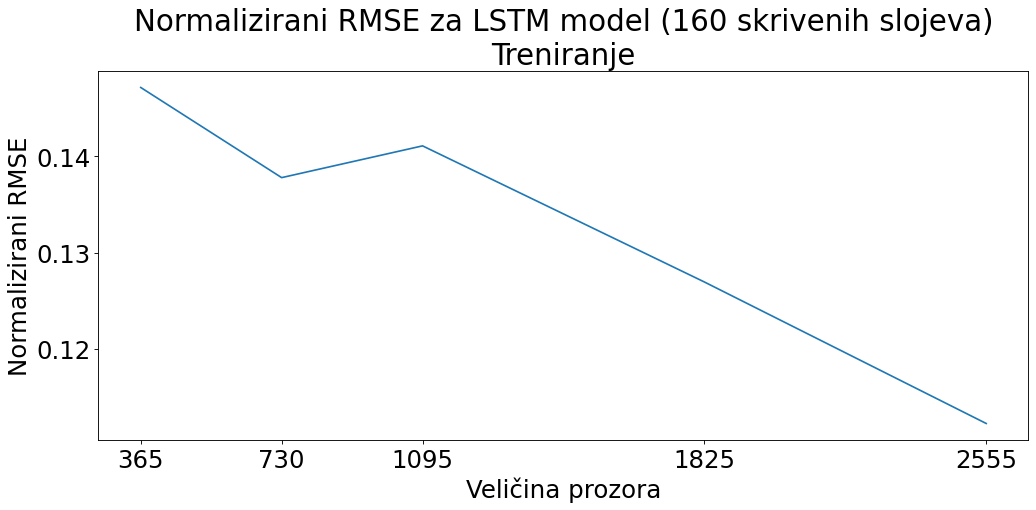 Normalizirani RMSE za LSTM model (160 skrivenih slojeva)
Treniranje
Normalizirani RMSE
0.14
0.13
0.12
365 730 1095 1825 2555
Veličina prozora